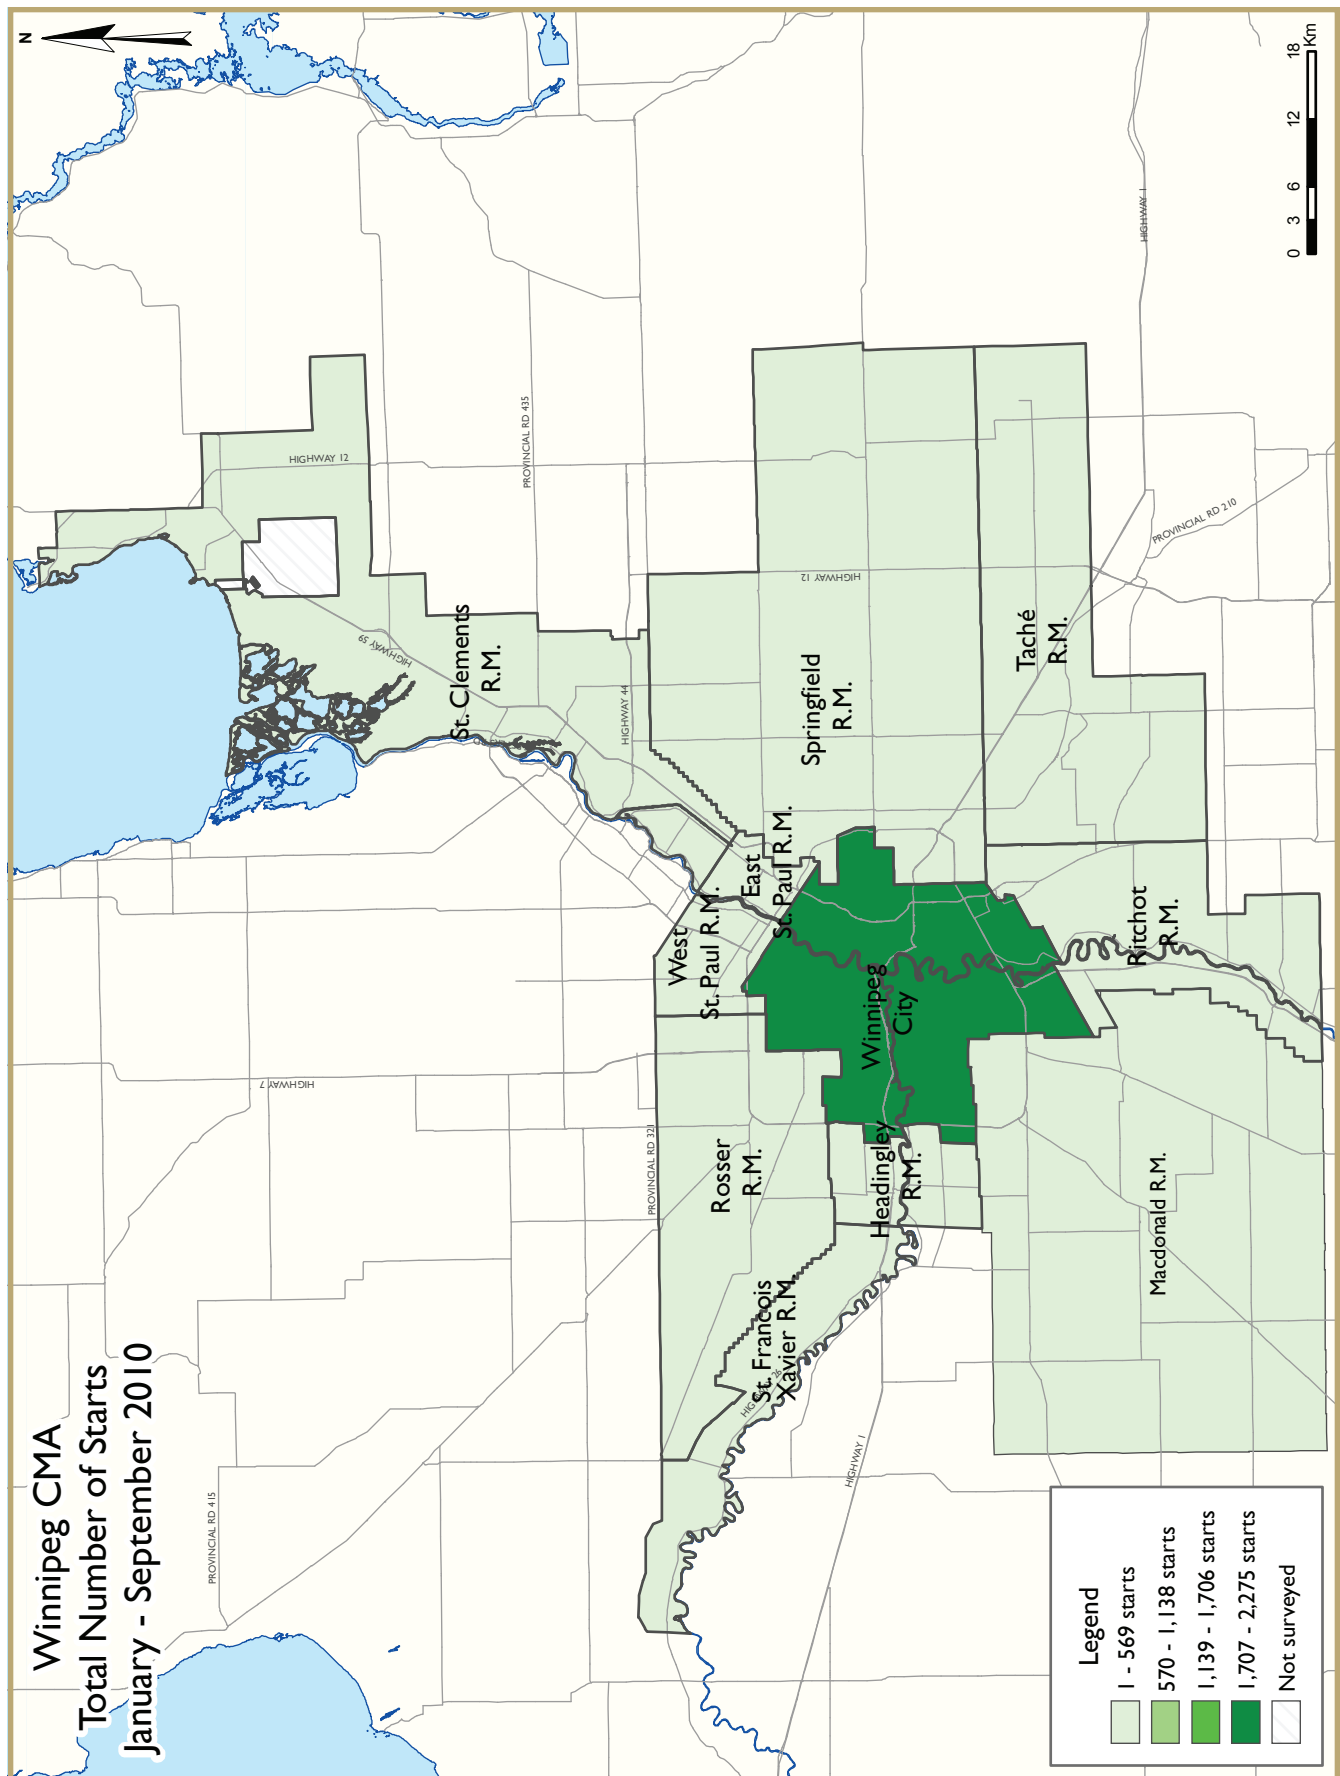 Winnipeg CMA
Total Number of Starts
January - September 2010
N
PROVINCIAL RD 415
HIGHWAY 7
HIGHWAY 59
HIGHWAY 12
St. Clements
R.M.
PROVINCIAL RD 435
HIGHWAY 44
PROVINCIAL RD 321
West
St. Paul R.M.
East
St. Paul R.M.
Rosser
R.M.
St. Francois
Xavier R.M.
Springfield
R.M.
HIGHWAY 12
HIGHWAY 1
Headingley
R.M.
Winnipeg
City
Taché
R.M.
Ritchot
R.M.
Macdonald R.M.
HIGHWAY 1
PROVINCIAL RD 210
Legend
1 - 569 starts
570 - 1,138 starts
1,139 - 1,706 starts
1,707 - 2,275 starts
Not surveyed
0 3 6 12 18
Km